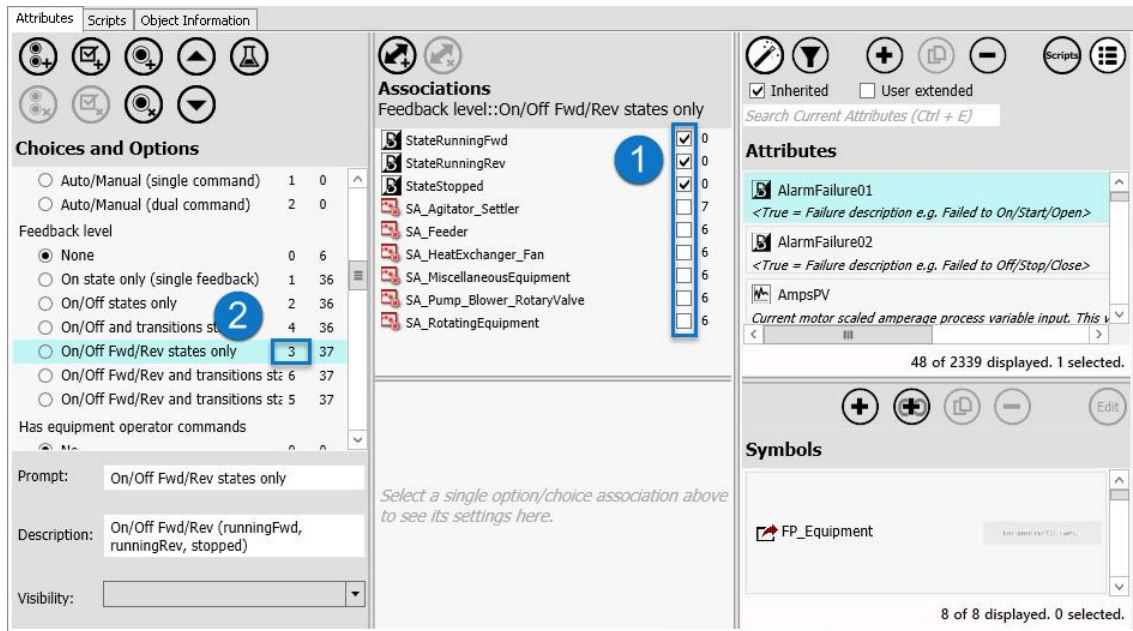 Attributes Scripts Object Information
Choices and Options
Auto/Manual (single command) 1 0
Auto/Manual (dual command) 2 0
Feedback level
None 0 6
On state only (single feedback) 1 36
On/Off states only 2 36
On/Off and transitions 4 36
2
On/Off Fwd/Rev states only 3 37
On/Off Fwd/Rev and transitions sta 6 37
On/Off Fwd/Rev and transitions sta 5 37
Has equipment operator commands
Prompt: On/Off Fwd/Rev states only
Description: On/Off Fwd/Rev (runningFwd,
runningRev, stopped)
Visibility:
Associations
Feedback level::On/Off Fwd/Rev states only
StateRunningFwd 0
StateRunningRev 0
StateStopped 0
1
SA_Agitator_Settler 7
SA_Feeder 6
SA_HeatExchanger_Fan 6
SA_MiscellaneousEquipment 6
SA_Pump_Blower_RotaryValve 6
SA_RotatingEquipment 6
Select a single option/choice association above
to see its settings here.
Scripts
Inherited User extended
Search Current Attributes (Ctrl + E)
Attributes
AlarmFailure01
<True = Failure description e.g. Failed to On/Start/Open>
AlarmFailure02
<True = Failure description e.g. Failed to Off/Stop/Close>
AmpsPV
Current motor scaled amperage process variable input. This v
48 of 2339 displayed. 1 selected.
Edit
Symbols
FP_Equipment
8 of 8 displayed. 0 selected.